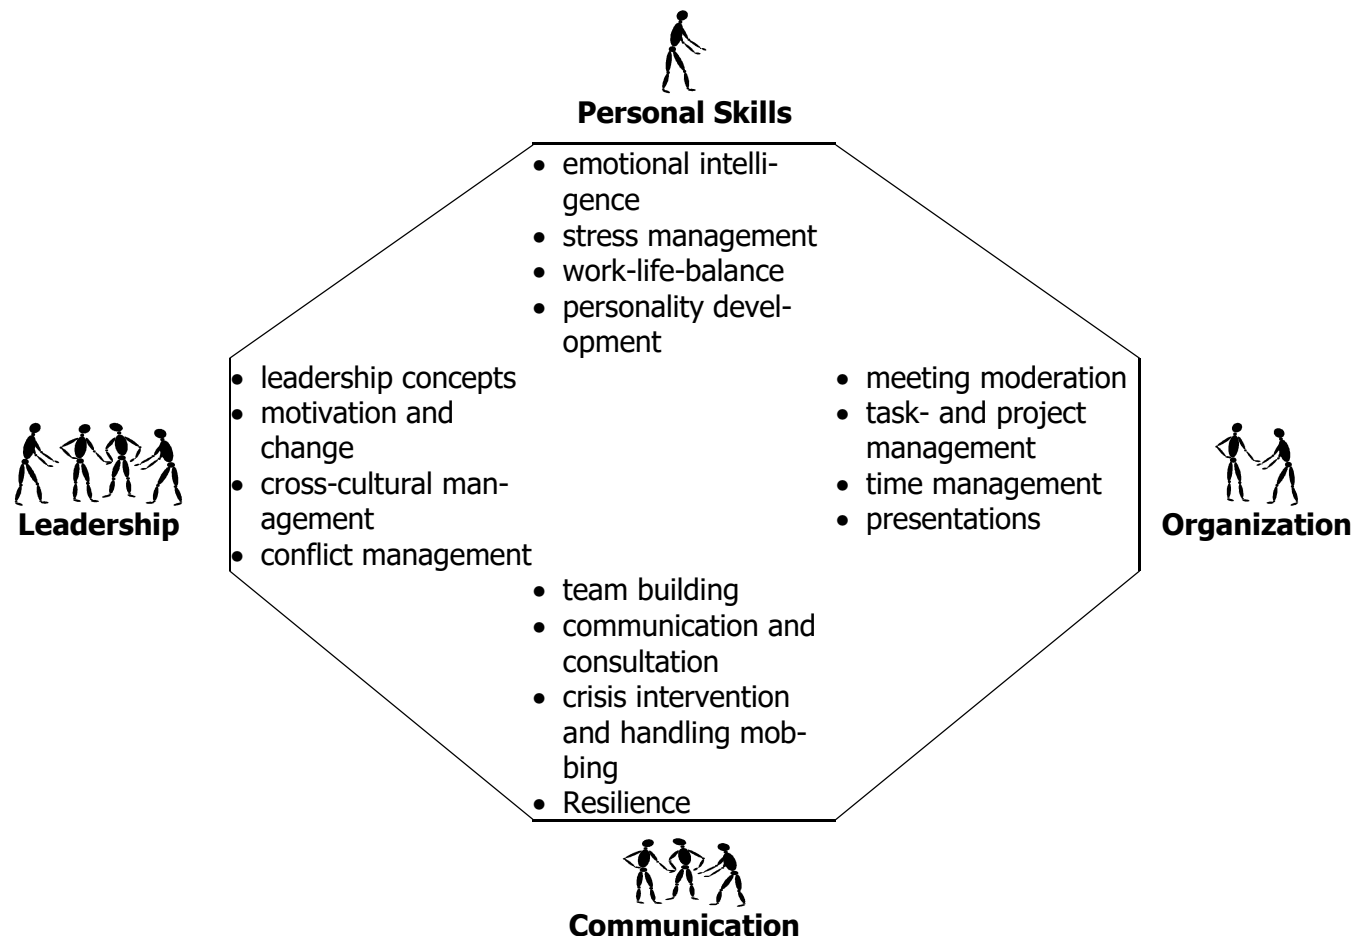 Personal Skills
• emotional intelli-
gence
• stress management
• work-life-balance
• personality devel-
opment
Leadership
• leadership concepts
• motivation and
change
• cross-cultural man-
agement
• conflict management
• meeting moderation
• task- and project
management
• time management
• presentations
Organization
• team building
• communication and
consultation
• crisis intervention
and handling mob-
bing
• Resilience
Communication